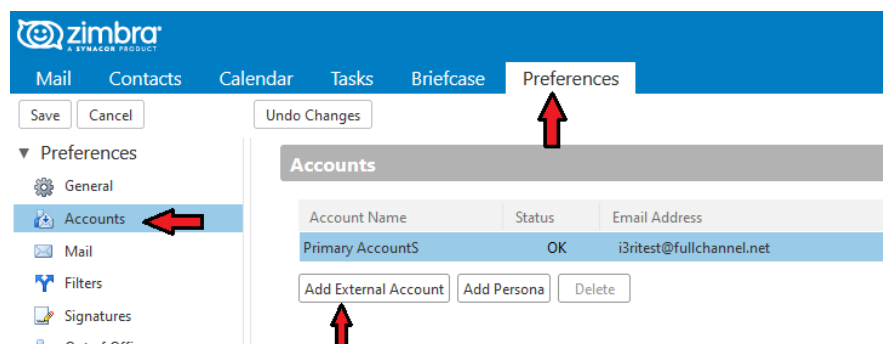 zimbra
A SYNACOR PRODUCT
Mail Contacts Calendar Tasks Briefcase Preferences
Save Cancel Undo Changes
Preferences
General
Accounts
Mail
Filters
Signatures
Accounts
Account Name Status Email Address
Primary AccountS OK i3ritest@fullchannel.net
Add External Account Add Persona Delete